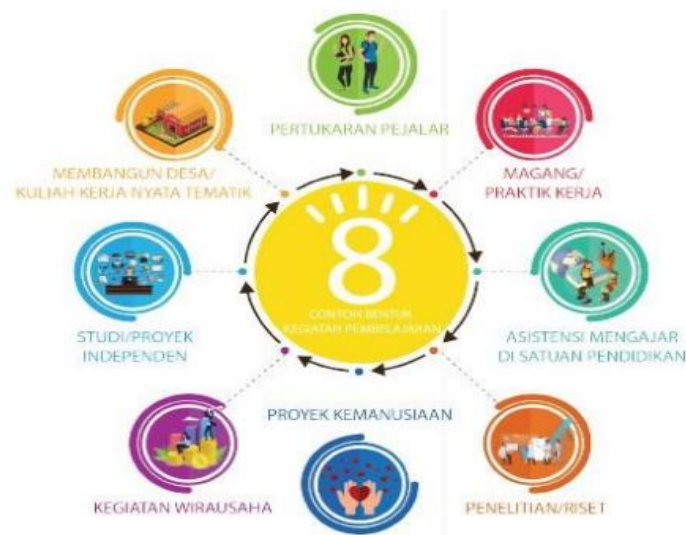 PERTUKARAN PEJALAR
MEMBANGUN DESA/
KULIAH KERJA NYATA TEMATIK
MAGANG/
PRAKTIK KERJA
8
CONTOH BENTUK
KEGIATAN PEMBELAJARAN
STUDI/PROYEK
INDEPENDEN
ASISTENSI MENGAJAR
DI SATUAN PENDIDIKAN
PROYEK KEMANUSIAAN
KEGIATAN WIRAUSAHA
PENELITIAN/RISET